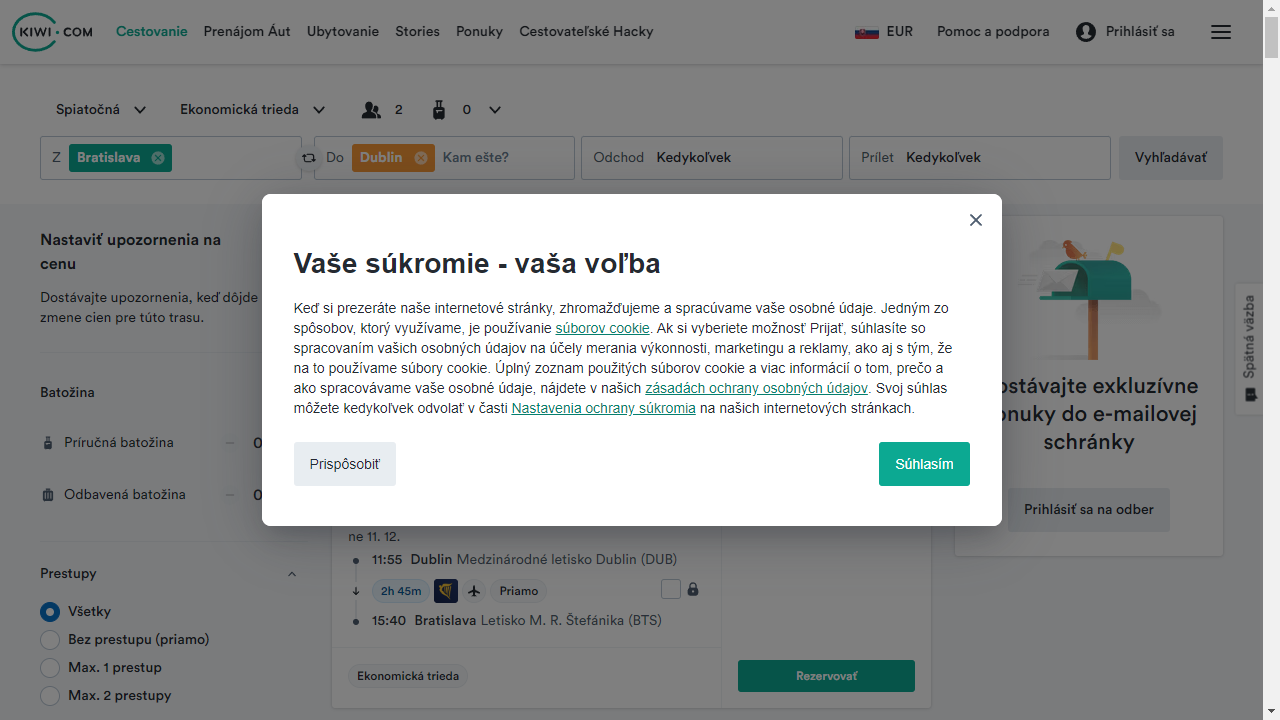 KIWI.COM Cestovanie Prenájom Áut Ubytovanie Stories Ponuky Cestovateľské Hacky EUR Pomoc a podpora Prihlásiť sa
Spiatočná Ekonomická trieda 2 0
Z Bratislava Do Dublin Kam ešte? Odchod Kedykoľvek Prílet Kedykoľvek Vyhľadávať
Nastaviť upozornenia na
cenu
Dostávajte upozornenia, keď dôjde
zmene cien pre túto trasu.
Batožina
Príručná batožina 0
Odbavená batožina 0
Prestupy
Všetky
Bez prestupu (priamo)
Max. 1 prestup
Max. 2 prestupy
Vaše súkromie - vaša voľba
Keď si prezeráte naše internetové stránky, zhromažďujeme a spracúvame vaše osobné údaje. Jedným zo
spôsobov, ktorý využívame, je používanie súborov cookie. Ak si vyberiete možnosť Prijať, súhlasíte so
spracovaním vašich osobných údajov na účely merania výkonnosti, marketingu a reklamy, ako aj s tým, že
na to používame súbory cookie. Úplný zoznam použitých súborov cookie a viac informácií o tom, prečo a
ako spracovávame vaše osobné údaje, nájdete v našich zásadách ochrany osobných údajov. Svoj súhlas
môžete kedykoľvek odvolať v časti Nastavenia ochrany súkromia na našich internetových stránkach.
Prispôsobiť Súhlasím
ne 11. 12.
11:55 Dublin Medzinárodné letisko Dublin (DUB)
2h 45m Priamo
15:40 Bratislava Letisko M. R. Štefánika (BTS)
Ekonomická trieda Rezervovať
ostávajte exkluzívne
onuky do e-mailovej
schránky
Prihlásiť sa na odber
Spätná väzba